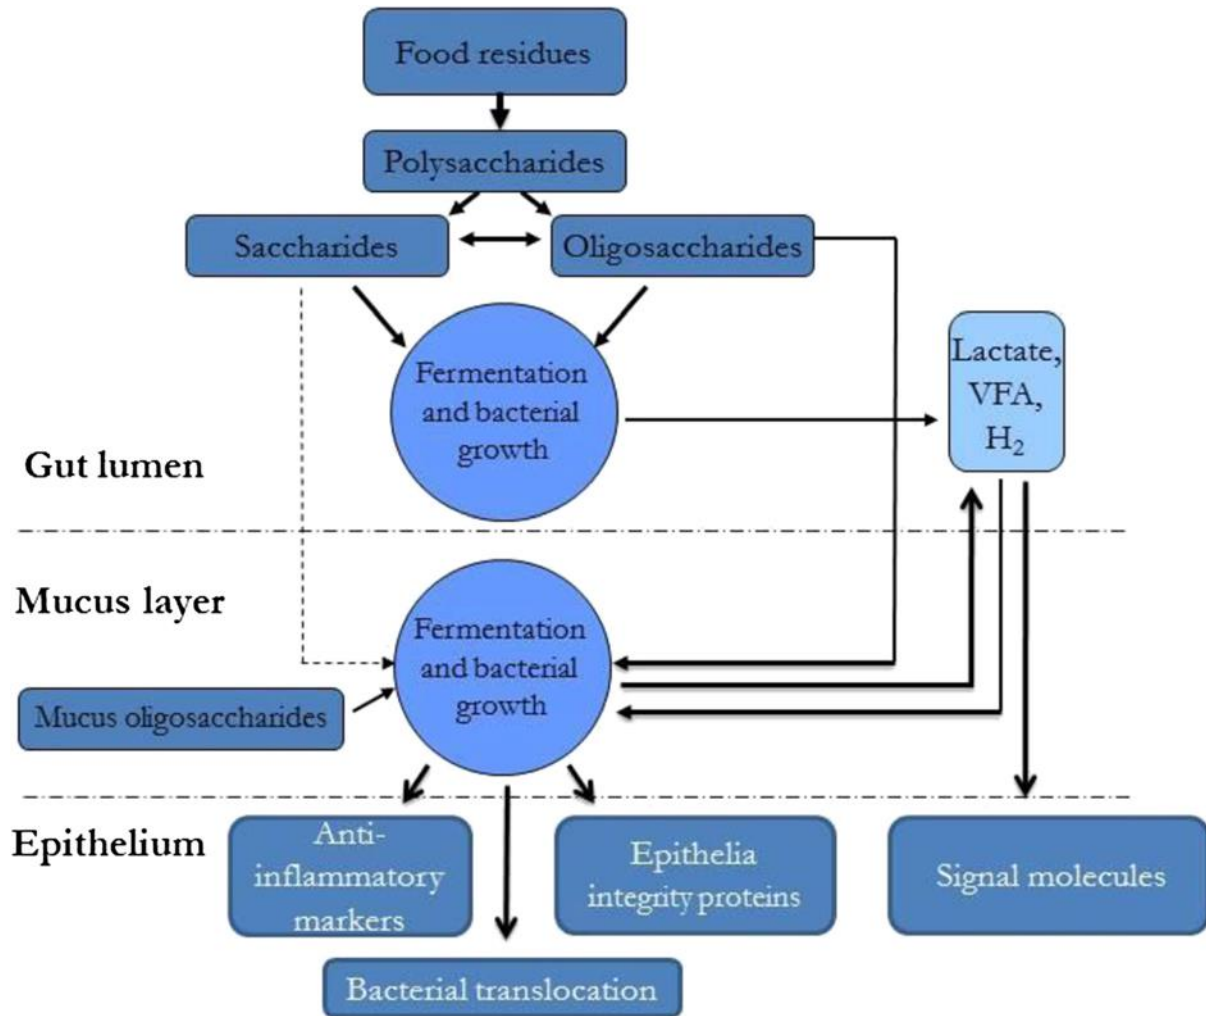 Food residues
Polysaccharides
Saccharides
Oligosaccharides
Fermentation
and bacterial
growth
Lactate,
VFA,
H₂
Gut lumen
Mucus layer
Fermentation
and bacterial
growth
Mucus oligosaccharides
Epithelium
Anti-
inflammatory
markers
Epithelia
integrity proteins
Signal molecules
Bacterial translocation